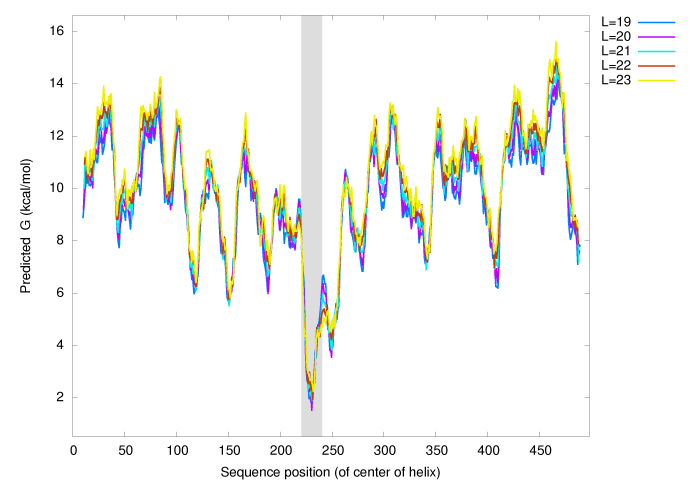 16
14
12
10
8
6
4
2
0
50
100
150
200
250
300
350
400
450
Predicted G (kcal/mol)
Sequence position (of center of helix)
L=19
L=20
L=21
L=22
L=23